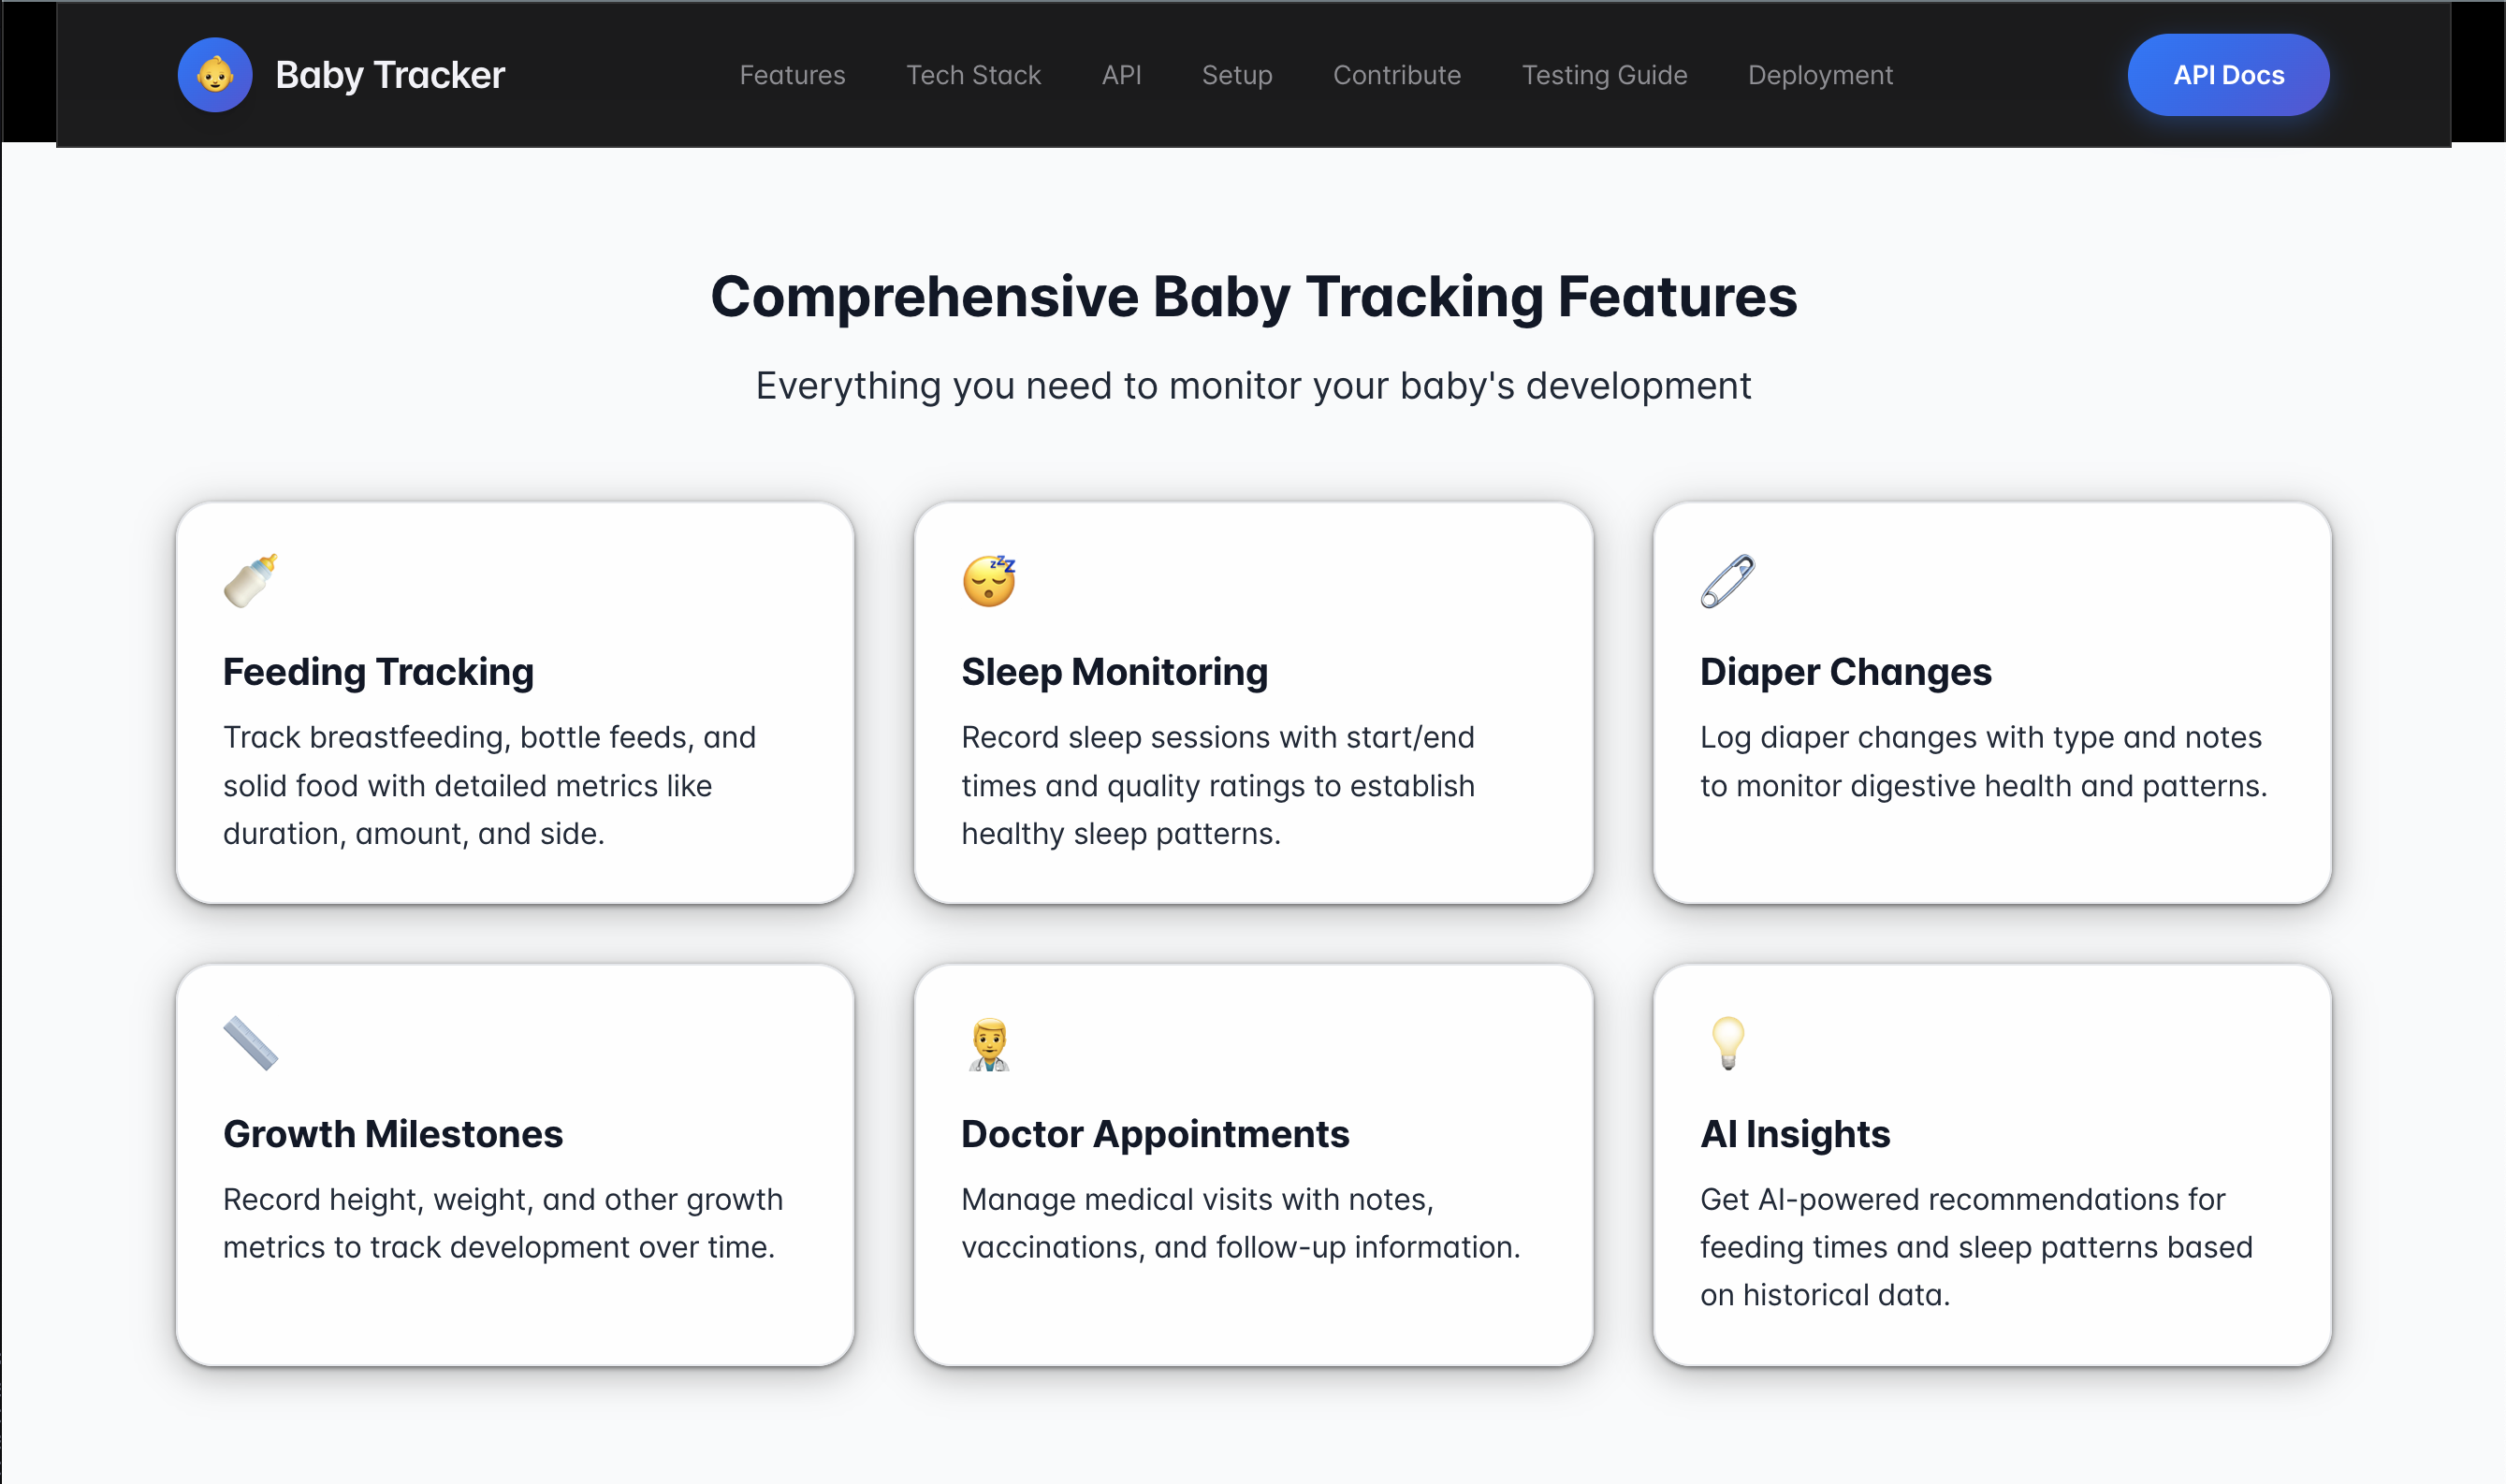 Baby Tracker
Features
Tech Stack
API
Setup
Contribute
Testing Guide
Deployment
API Docs
Comprehensive Baby Tracking Features
Everything you need to monitor your baby's development
Feeding Tracking
Track breastfeeding, bottle feeds, and
solid food with detailed metrics like
duration, amount, and side.
Sleep Monitoring
Record sleep sessions with start/end
times and quality ratings to establish
healthy sleep patterns.
Diaper Changes
Log diaper changes with type and notes
to monitor digestive health and patterns.
Growth Milestones
Record height, weight, and other growth
metrics to track development over time.
Doctor Appointments
Manage medical visits with notes,
vaccinations, and follow-up information.
AI Insights
Get AI-powered recommendations for
feeding times and sleep patterns based
on historical data.